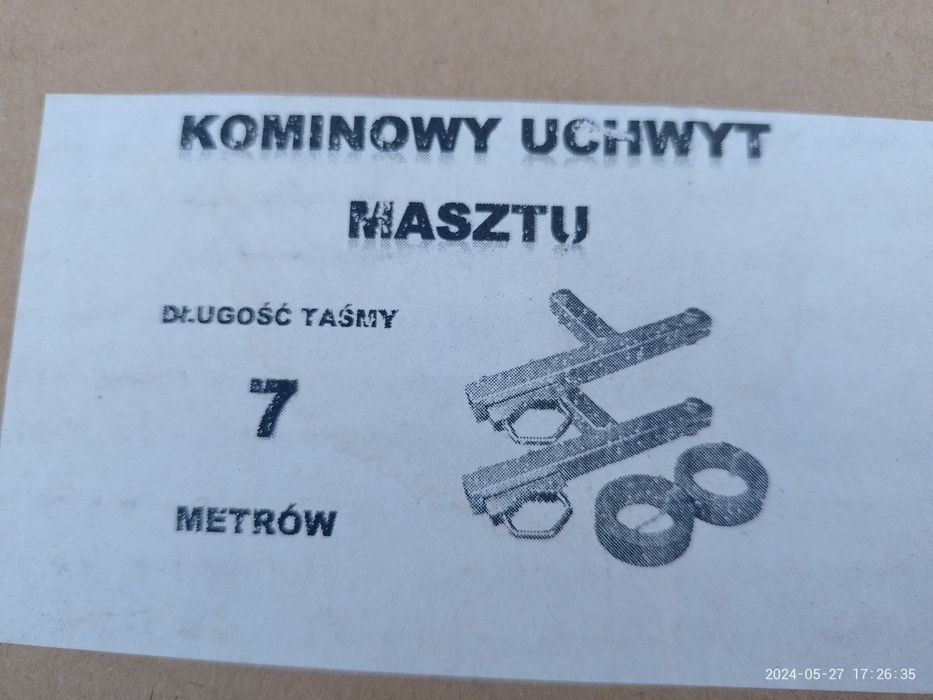 KOMINOWY UCHWYT
MASZTU
DŁUGOŚĆ TAŚMY
7
METRÓW
2024-05-27 17:26:35